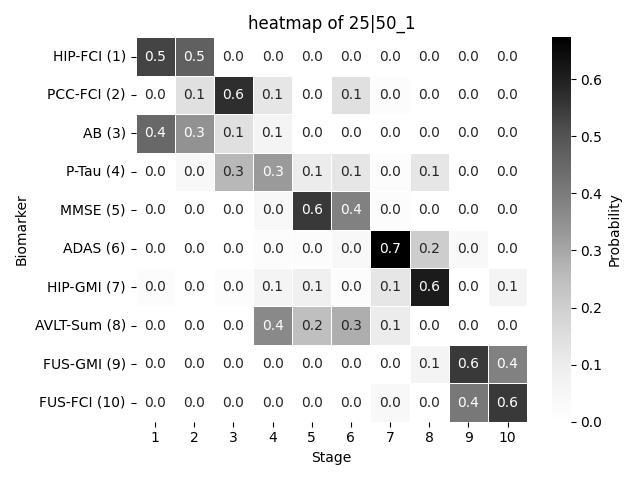 heatmap of 25|50_1
HIP-FCI (1) 0.5 0.5 0.0 0.0 0.0 0.0 0.0 0.0 0.0 0.0
PCC-FCI (2) 0.0 0.1 0.6 0.1 0.0 0.1 0.0 0.0 0.0 0.0
AB (3) 0.4 0.3 0.1 0.1 0.0 0.0 0.0 0.0 0.0 0.0
P-Tau (4) 0.0 0.0 0.3 0.3 0.1 0.1 0.0 0.1 0.0 0.0
MMSE (5) 0.0 0.0 0.0 0.0 0.6 0.4 0.0 0.0 0.0 0.0
ADAS (6) 0.0 0.0 0.0 0.0 0.0 0.0 0.7 0.2 0.0 0.0
HIP-GMI (7) 0.0 0.0 0.0 0.1 0.1 0.0 0.1 0.6 0.0 0.1
AVLT-Sum (8) 0.0 0.0 0.0 0.4 0.2 0.3 0.1 0.0 0.0 0.0
FUS-GMI (9) 0.0 0.0 0.0 0.0 0.0 0.0 0.0 0.1 0.6 0.4
FUS-FCI (10) 0.0 0.0 0.0 0.0 0.0 0.0 0.0 0.0 0.4 0.6
1 2 3 4 5 6 7 8 9 10
Stage
Biomarker
0.6
0.5
0.4
0.3
0.2
0.1
0.0
Probability